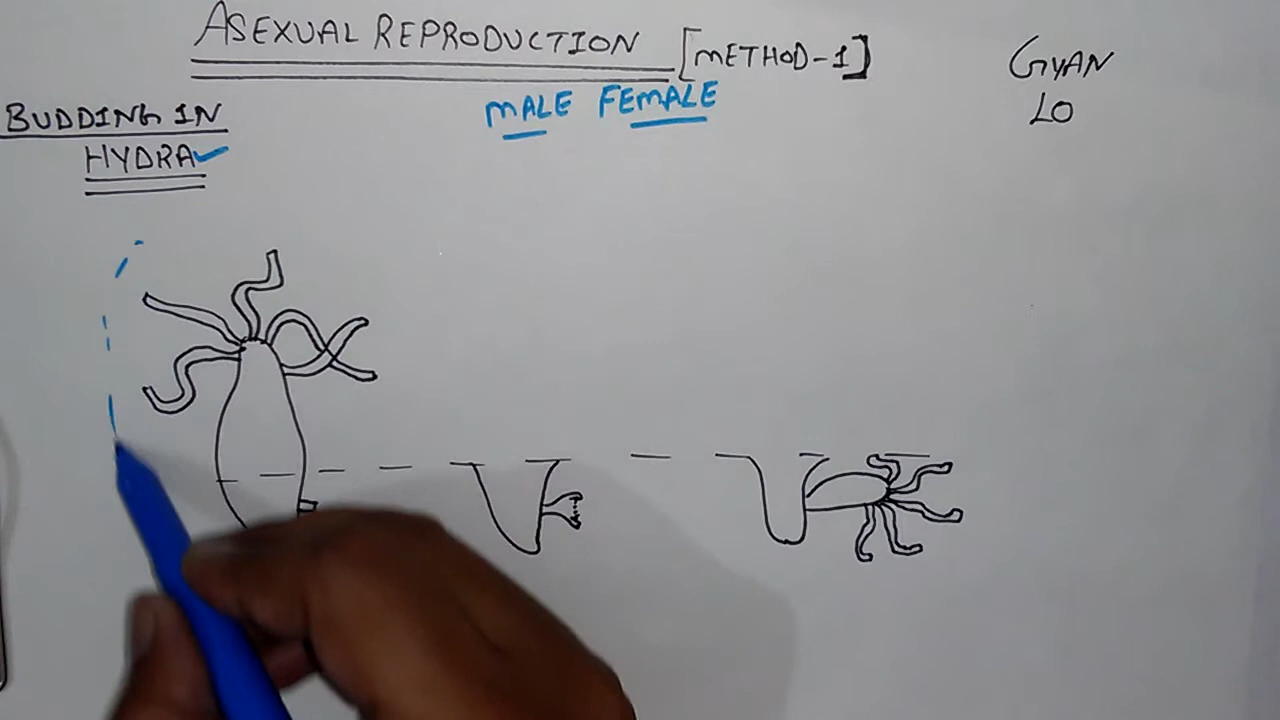 ASEXUAL REPRODUCTION [METHOD-1]
GYAN
LO
MALE FEMALE
BUDDING IN
HYDRA